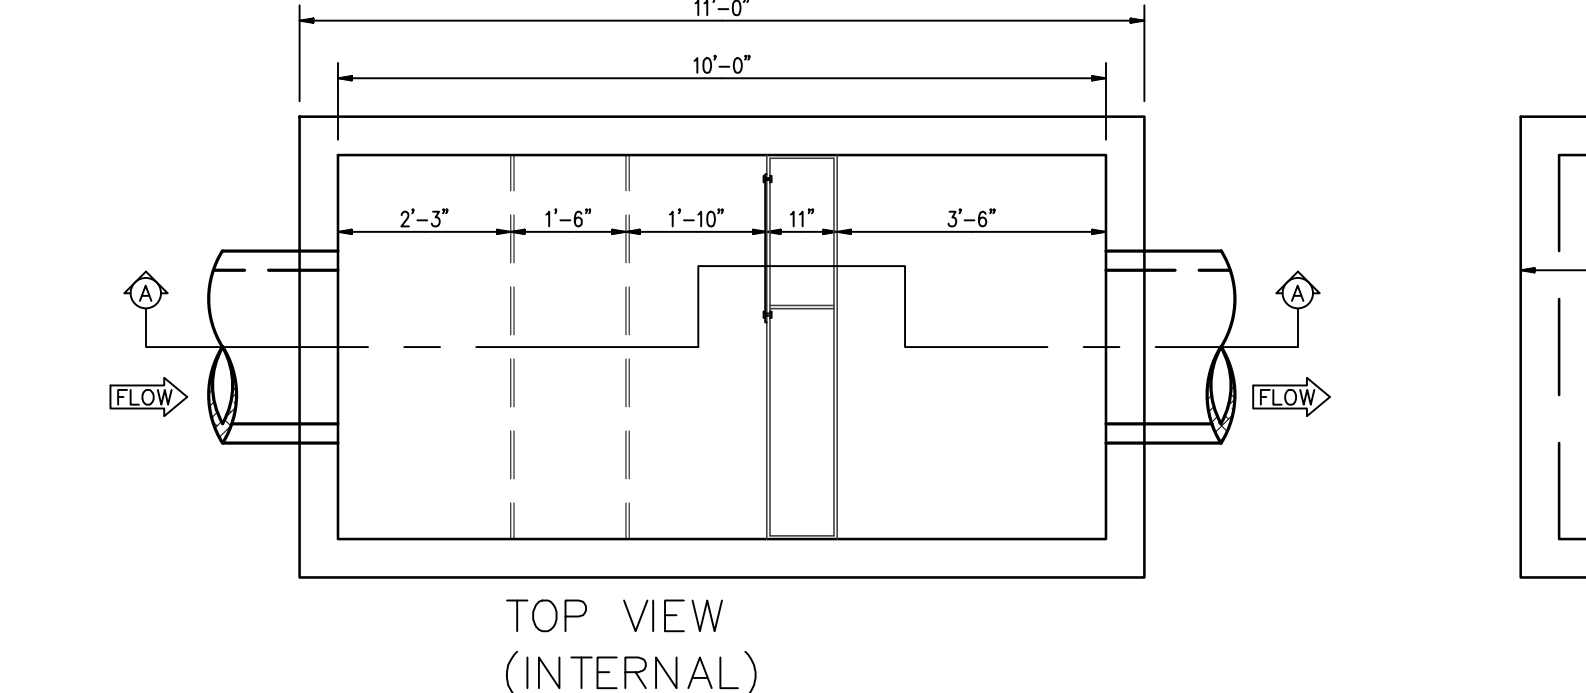 11'-0"
10'-0"
2'-3" 1'-6" 1'-10" 11" 3'-6"
A A
FLOW FLOW
TOP VIEW
(INTERNAL)